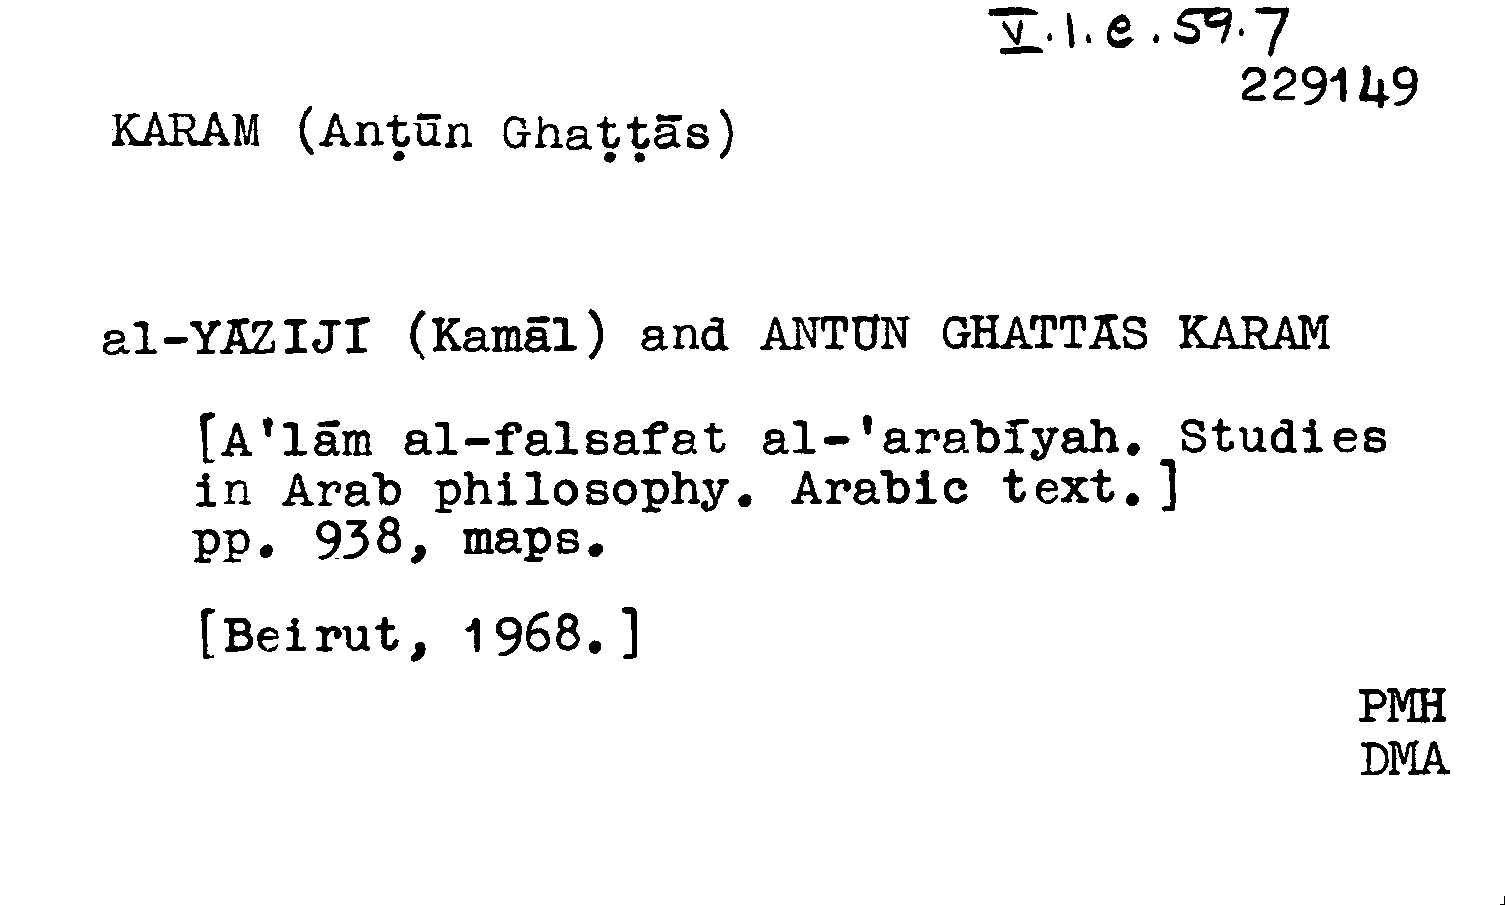 V.1.e.59.7
229149
KARAM (Anṭūn Ghaṭṭās)
al-YĀZIJĪ (Kamāl) and ANTŪN GHATTĀS KARAM
[A'lām al-falsafat al-'arabīyah. Studies
in Arab philosophy. Arabic text.]
pp. 938, maps.
[Beirut, 1968.]
PMH
DMA